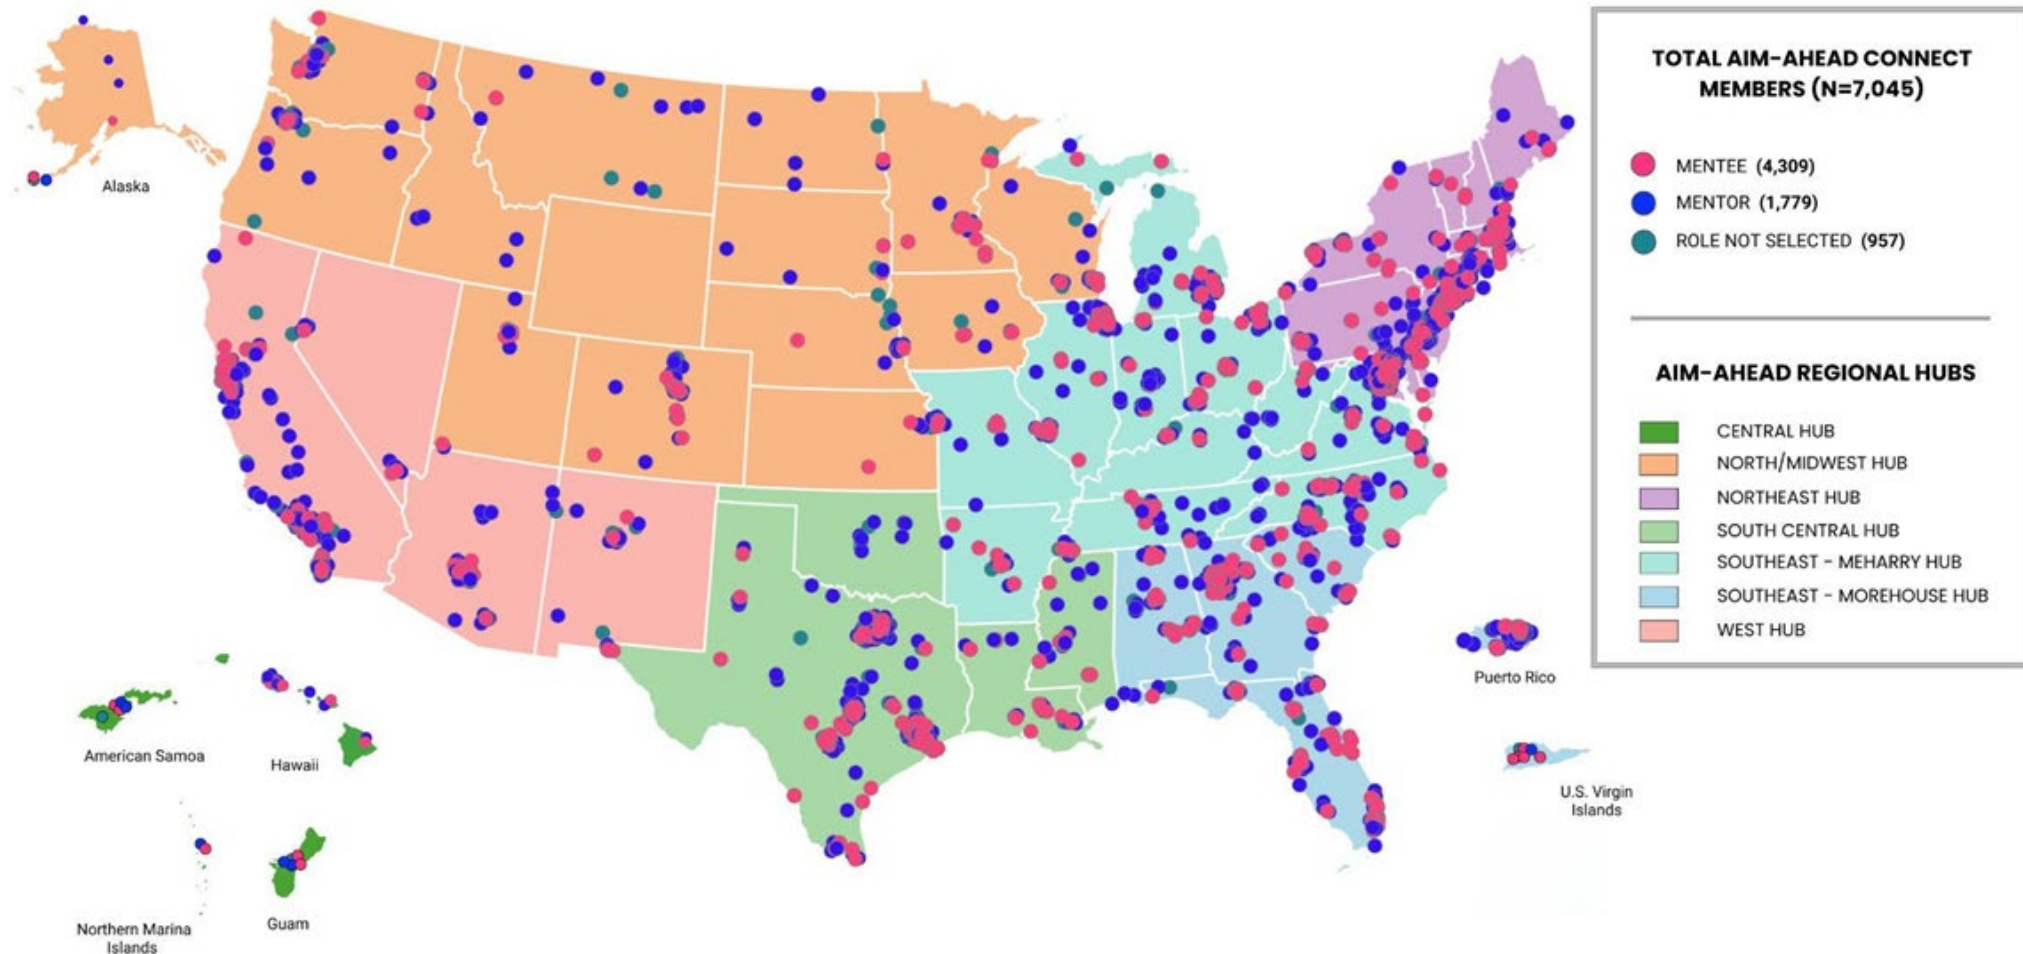 TOTAL AIM-AHEAD CONNECT
MEMBERS (N=7,045)
MENTEE (4,309)
MENTOR (1,779)
ROLE NOT SELECTED (957)
AIM-AHEAD REGIONAL HUBS
CENTRAL HUB
NORTH/MIDWEST HUB
NORTHEAST HUB
SOUTH CENTRAL HUB
SOUTHEAST - MEHARRY HUB
SOUTHEAST - MOREHOUSE HUB
WEST HUB
Alaska
American Samoa
Hawaii
Northern Marina
Islands
Guam
Puerto Rico
U.S. Virgin
Islands